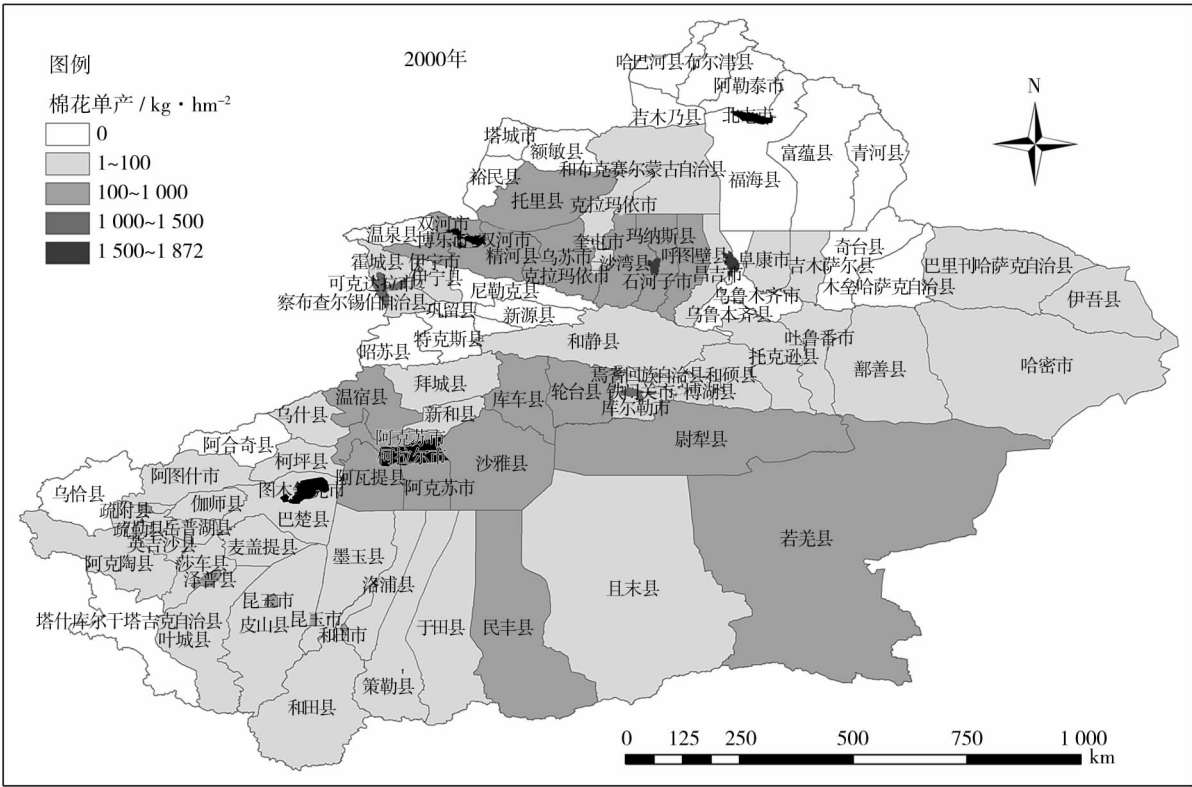 图例
2000年
棉花单产 / kg·hm⁻²
0
1~100
100~1 000
1 000~1 500
1 500~1 872
N
哈巴河县
布尔津县
阿勒泰市
吉木乃县
北屯市
塔城市
额敏县
富蕴县
青河县
裕民县
和布克赛尔蒙古自治县
福海县
托里县
克拉玛依市
双河市
温泉县
博乐市
双河市
奎屯市
玛纳斯县
呼图壁县
奇台县
霍城县
伊宁市
精河县
乌苏市
沙湾县
阜康市
吉木萨尔县
巴里坤哈萨克自治县
可克达拉市
伊宁县
克拉玛依市
石河子市
昌吉市
木垒哈萨克自治县
察布查尔锡伯自治县
尼勒克县
乌鲁木齐市
伊吾县
巩留县
新源县
乌鲁木齐县
特克斯县
和静县
吐鲁番市
昭苏县
托克逊县
鄯善县
哈密市
拜城县
焉耆回族自治县
和硕县
温宿县
库车县
轮台县
铁门关市
博湖县
乌什县
新和县
库尔勒市
阿合奇县
阿克苏市
尉犁县
柯坪县
阿拉尔市
沙雅县
阿图什市
阿瓦提县
阿克苏市
乌恰县
图木舒克市
伽师县
疏附县
巴楚县
疏勒县
岳普湖县
英吉沙县
麦盖提县
若羌县
阿克陶县
莎车县
墨玉县
泽普县
洛浦县
且末县
昆玉市
塔什库尔干塔吉克自治县
皮山县
昆玉市
叶城县
和田市
于田县
民丰县
策勒县
和田县
0 125 250 500 750 1 000
km